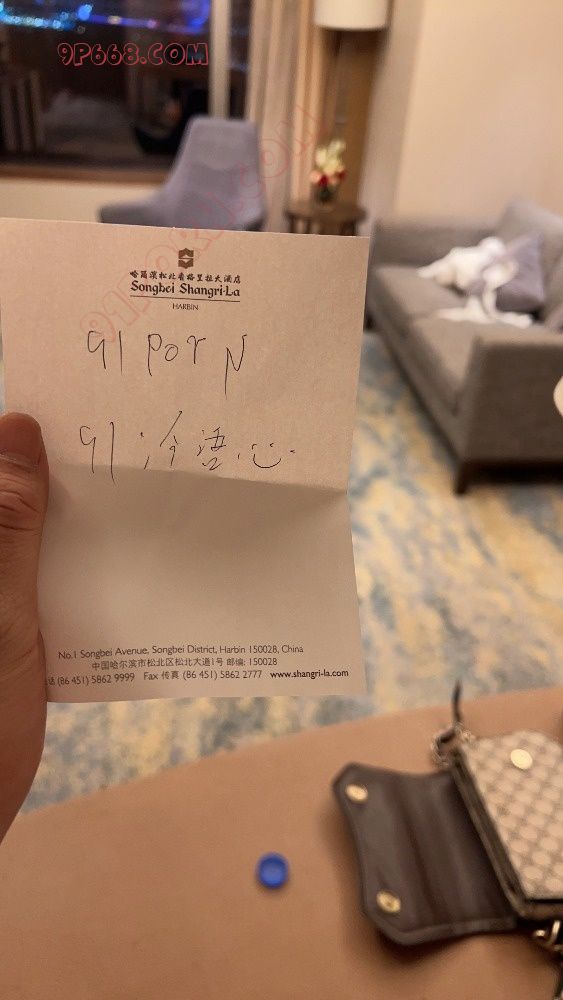 9P668.COM
91PORN.COM
哈尔滨松北香格里拉大酒店
Songbei Shangri-La
HARBIN
91 PorN
91冷语心
No.1 Songbei Avenue, Songbei District, Harbin 150028, China
中国哈尔滨市松北区松北大道1号 邮编: 150028
话 (86 451) 5862 9999 Fax 传真 (86 451) 5862 2777 www.shangri-la.com